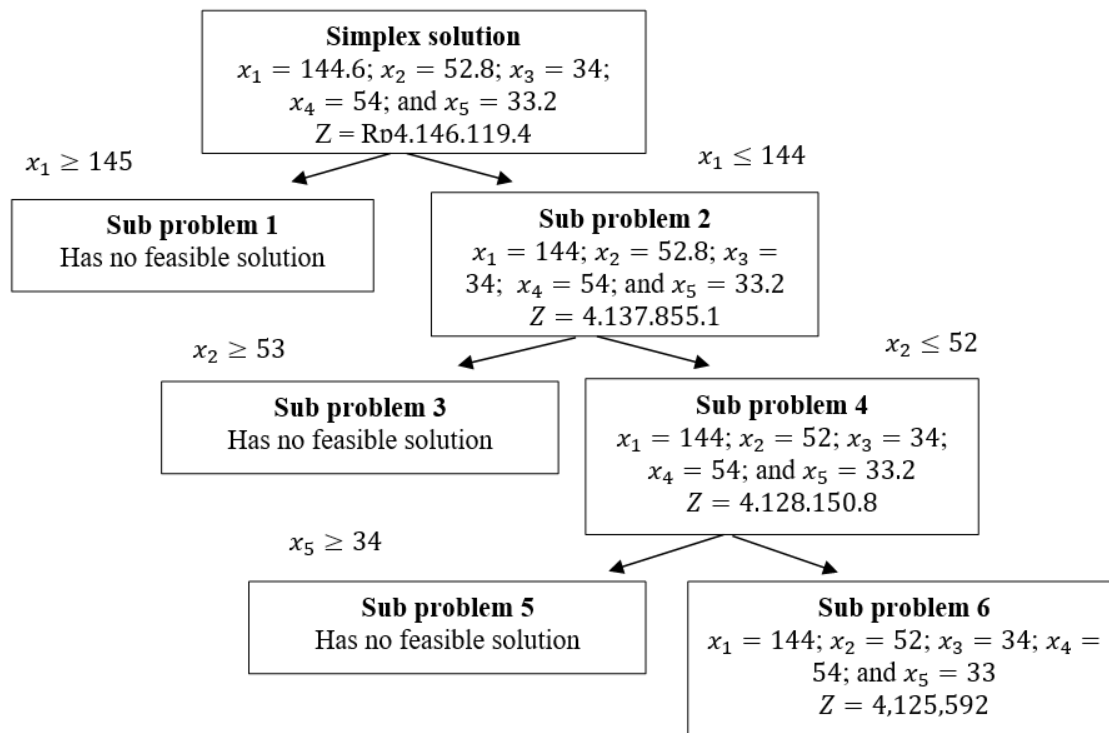 Simplex solution
x₁ = 144.6; x₂ = 52.8; x₃ = 34;
x₄ = 54; and x₅ = 33.2
Z = Rp4.146.119.4
x₁ ≥ 145
x₁ ≤ 144
Sub problem 1
Has no feasible solution
Sub problem 2
x₁ = 144; x₂ = 52.8; x₃ =
34; x₄ = 54; and x₅ = 33.2
Z = 4.137.855.1
x₂ ≥ 53
x₂ ≤ 52
Sub problem 3
Has no feasible solution
Sub problem 4
x₁ = 144; x₂ = 52; x₃ = 34;
x₄ = 54; and x₅ = 33.2
Z = 4.128.150.8
x₅ ≥ 34
Sub problem 5
Has no feasible solution
Sub problem 6
x₁ = 144; x₂ = 52; x₃ = 34; x₄ =
54; and x₅ = 33
Z = 4,125,592